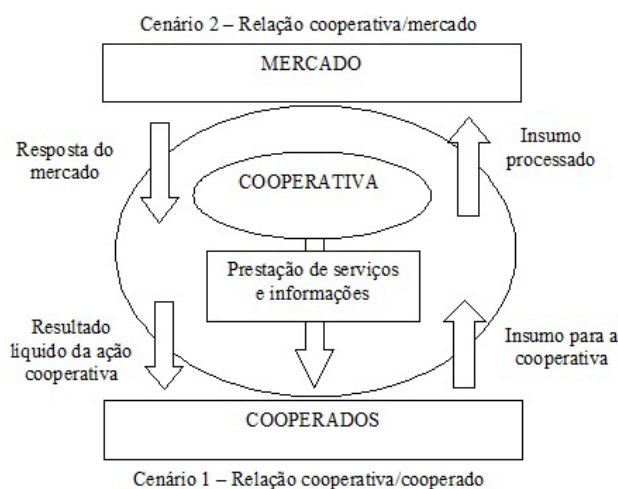 Cenário 2 – Relação cooperativa/mercado
MERCADO
Resposta do
mercado
Insumo
processado
COOPERATIVA
Prestação de serviços
e informações
Resultado
líquido da ação
cooperativa
Insumo para a
cooperativa
COOPERADOS
Cenário 1 – Relação cooperativa/cooperado